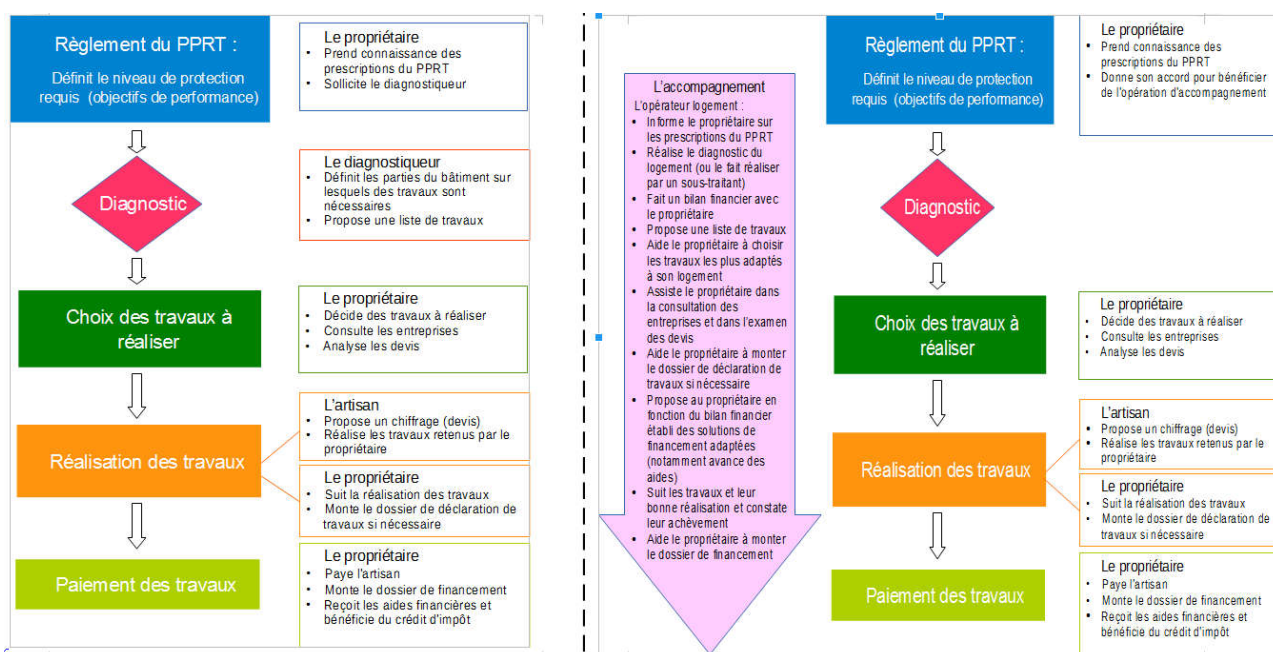 Règlement du PPRT :
Définit le niveau de protection
requis (objectifs de performance)
Le propriétaire
• Prend connaissance des
prescriptions du PPRT
• Sollicite le diagnostiqueur
Diagnostic
Le diagnostiqueur
• Définit les parties du bâtiment sur
lesquels des travaux sont
nécessaires
• Propose une liste de travaux
Choix des travaux à
réaliser
Le propriétaire
• Décide des travaux à réaliser
• Consulte les entreprises
• Analyse les devis
Réalisation des travaux
L'artisan
• Propose un chiffrage (devis)
• Réalise les travaux retenus par le
propriétaire
Le propriétaire
• Suit la réalisation des travaux
• Monte le dossier de déclaration de
travaux si nécessaire
Paiement des travaux
Le propriétaire
• Paye l'artisan
• Monte le dossier de financement
• Reçoit les aides financières et
bénéficie du crédit d'impôt
L'accompagnement
L'opérateur logement :
• Informe le propriétaire sur
les prescriptions du PPRT
• Réalise le diagnostic du
logement (ou le fait réaliser
par un sous-traitant)
• Fait un bilan financier avec
le propriétaire
• Propose une liste de travaux
• Aide le propriétaire à choisir
les travaux les plus adaptés
à son logement
• Assiste le propriétaire dans
la consultation des
entreprises et dans l'examen
des devis
• Aide le propriétaire à monter
le dossier de déclaration de
travaux si nécessaire
• Propose au propriétaire en
fonction du bilan financier
établi des solutions de
financement adaptées
(notamment avance des
aides)
• Suit les travaux et leur
bonne réalisation et constate
leur achèvement
• Aide le propriétaire à monter
le dossier de financement
Règlement du PPRT :
Définit le niveau de protection
requis (objectifs de performance)
Le propriétaire
• Prend connaissance des
prescriptions du PPRT
• Donne son accord pour bénéficier
de l'opération d'accompagnement
Diagnostic
Choix des travaux à
réaliser
Le propriétaire
• Décide des travaux à réaliser
• Consulte les entreprises
• Analyse les devis
Réalisation des travaux
L'artisan
• Propose un chiffrage (devis)
• Réalise les travaux retenus par le
propriétaire
Le propriétaire
• Suit la réalisation des travaux
• Monte le dossier de déclaration de
travaux si nécessaire
Paiement des travaux
Le propriétaire
• Paye l'artisan
• Monte le dossier de financement
• Reçoit les aides financières et
bénéficie du crédit d'impôt